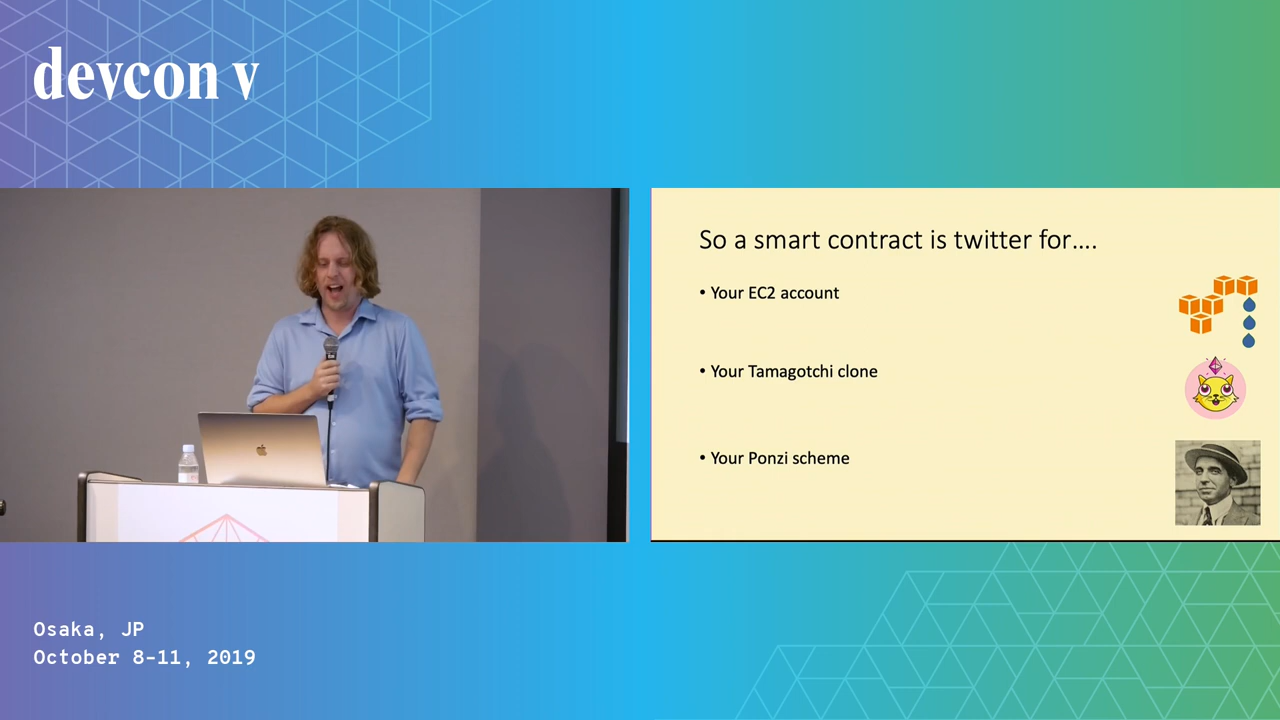 devcon v
So a smart contract is twitter for....
• Your EC2 account
• Your Tamagotchi clone
• Your Ponzi scheme
Osaka, JP
October 8-11, 2019